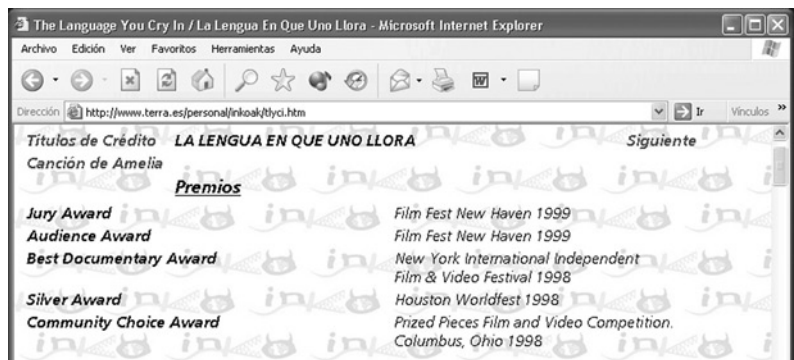 The Language You Cry In / La Lengua En Que Uno Llora - Microsoft Internet Explorer
Archivo Edición Ver Favoritos Herramientas Ayuda
Dirección http://www.terra.es/personal/inkoak/tlyci.htm Ir Vínculos »
Títulos de Crédito LA LENGUA EN QUE UNO LLORA Siguiente
Canción de Amelia
Premios
Jury Award Film Fest New Haven 1999
Audience Award Film Fest New Haven 1999
Best Documentary Award New York International Independent
Film & Video Festival 1998
Silver Award Houston Worldfest 1998
Community Choice Award Prized Pieces Film and Video Competition.
Columbus, Ohio 1998